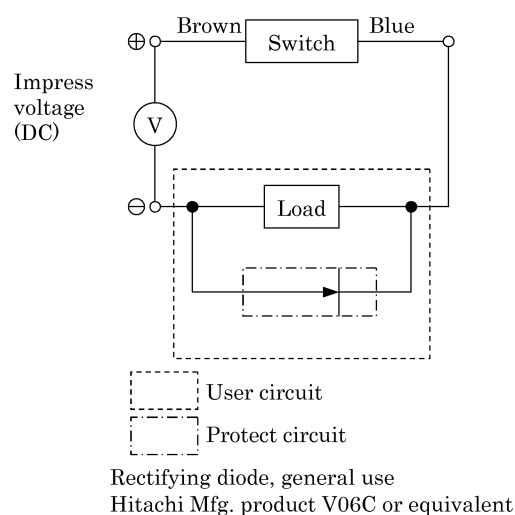 Brown
Switch
Blue
⊕
Impress
voltage
(DC)
V
⊖
Load
User circuit
Protect circuit
Rectifying diode, general use
Hitachi Mfg. product V06C or equivalent